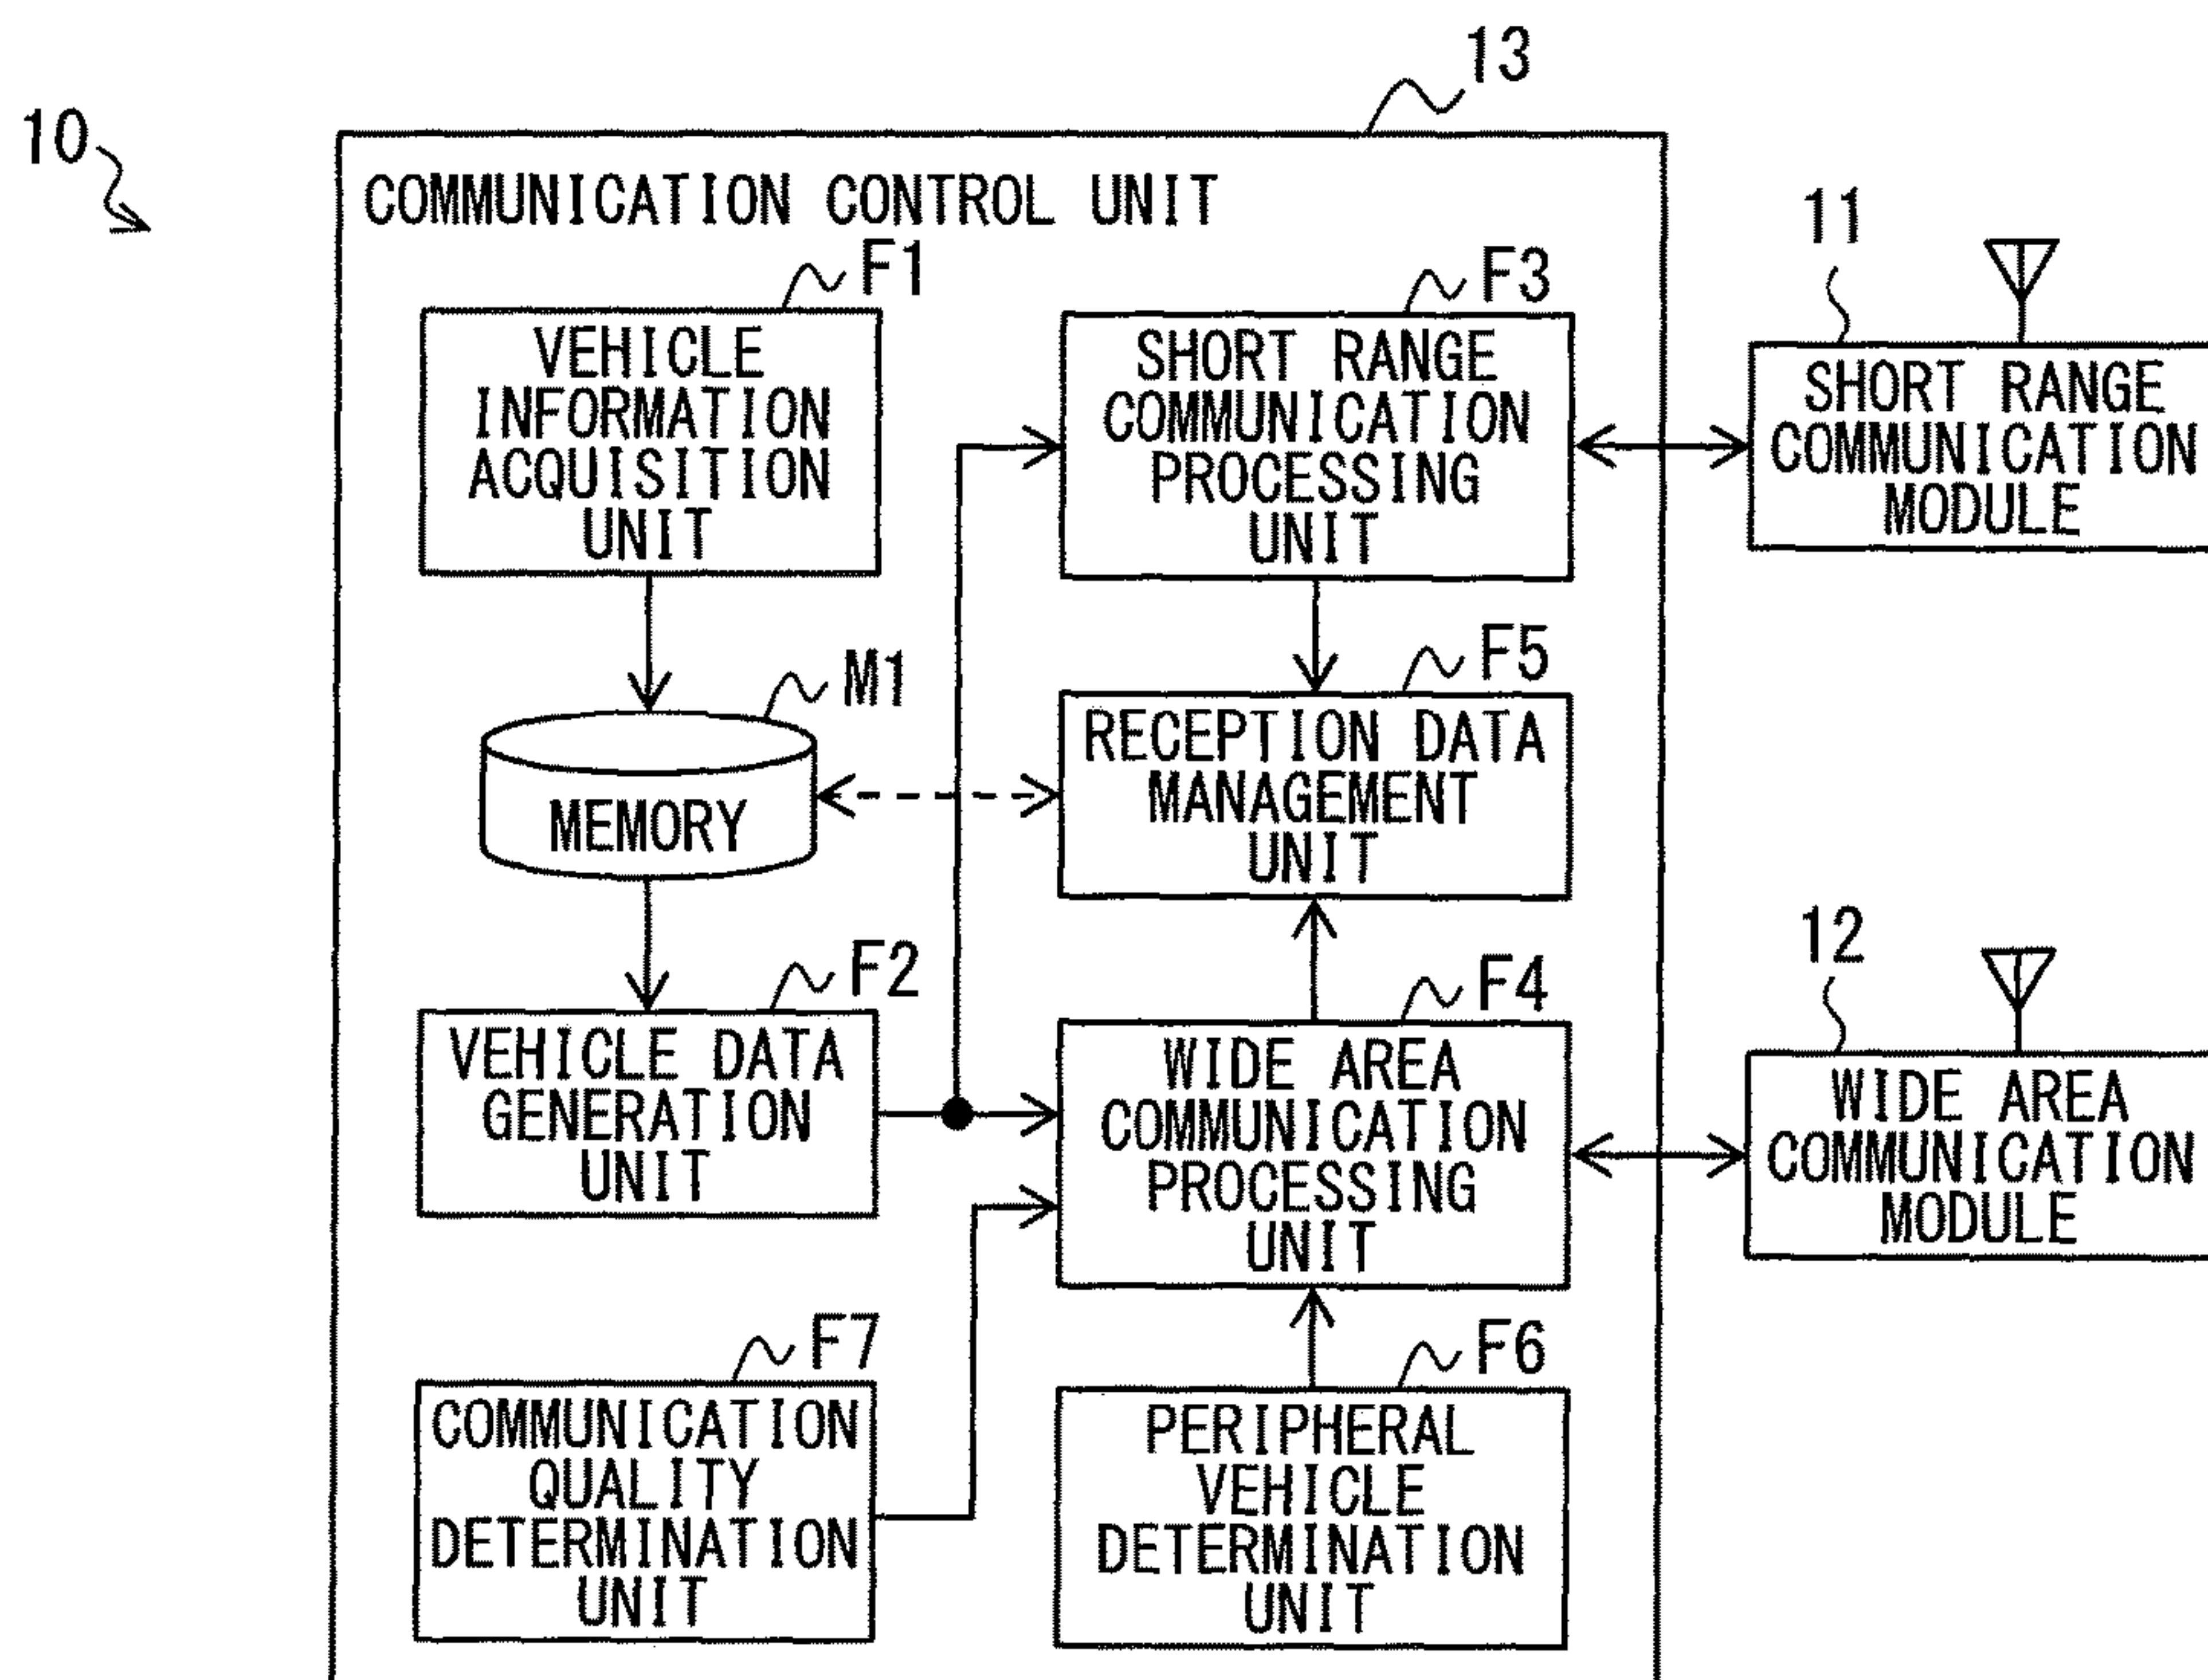 10
13
COMMUNICATION CONTROL UNIT
F1
VEHICLE
INFORMATION
ACQUISITION
UNIT
F3
SHORT RANGE
COMMUNICATION
PROCESSING
UNIT
11
SHORT RANGE
COMMUNICATION
MODULE
M1
MEMORY
F5
RECEPTION DATA
MANAGEMENT
UNIT
F2
VEHICLE DATA
GENERATION
UNIT
F4
WIDE AREA
COMMUNICATION
PROCESSING
UNIT
12
WIDE AREA
COMMUNICATION
MODULE
F7
COMMUNICATION
QUALITY
DETERMINATION
UNIT
F6
PERIPHERAL
VEHICLE
DETERMINATION
UNIT